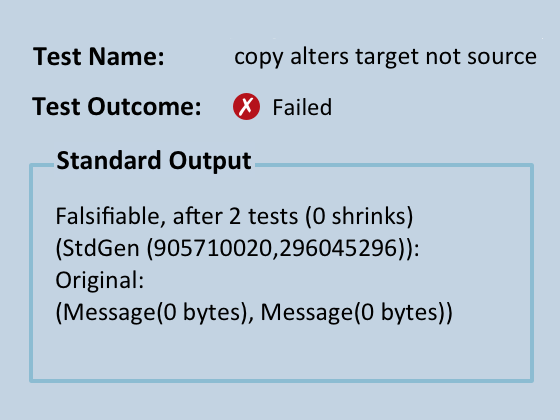 Test Name: copy alters target not source
Test Outcome: ✗ Failed
Standard Output
Falsifiable, after 2 tests (0 shrinks)
(StdGen (905710020,296045296)):
Original:
(Message(0 bytes), Message(0 bytes))